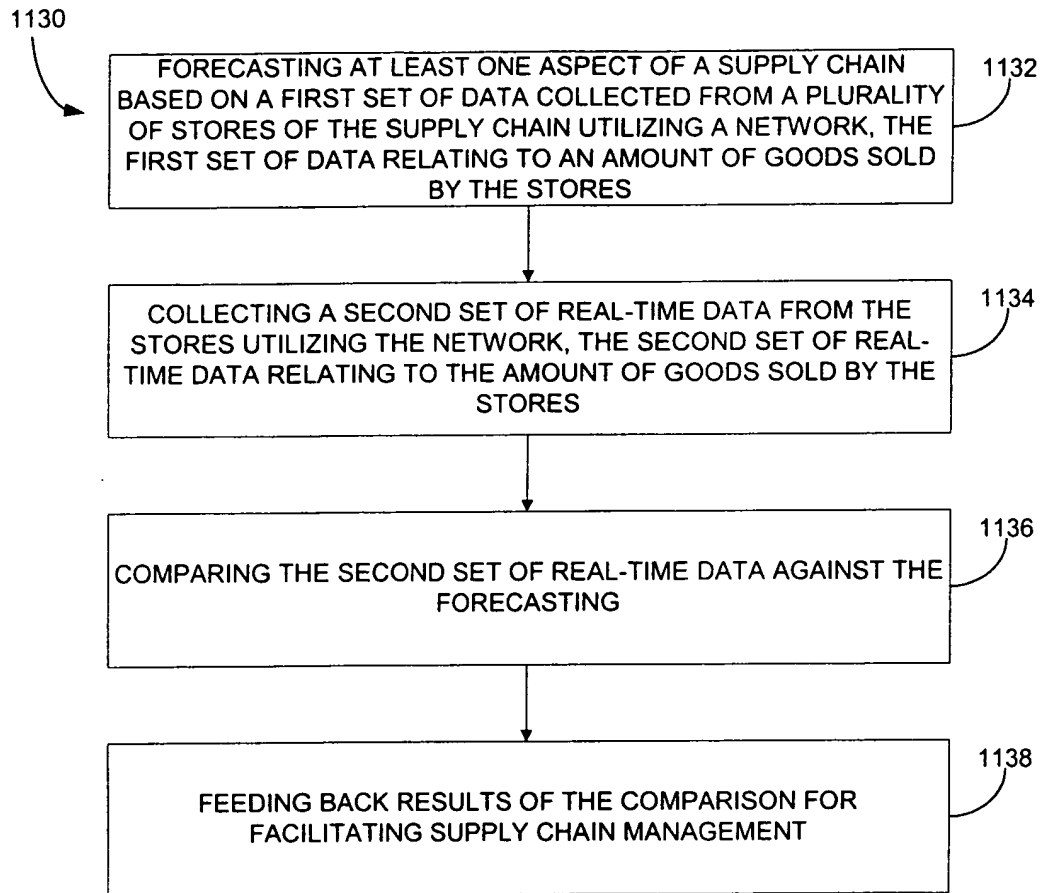 1130
FORECASTING AT LEAST ONE ASPECT OF A SUPPLY CHAIN
BASED ON A FIRST SET OF DATA COLLECTED FROM A PLURALITY
OF STORES OF THE SUPPLY CHAIN UTILIZING A NETWORK, THE
FIRST SET OF DATA RELATING TO AN AMOUNT OF GOODS SOLD
BY THE STORES
1132
COLLECTING A SECOND SET OF REAL-TIME DATA FROM THE
STORES UTILIZING THE NETWORK, THE SECOND SET OF REAL-
TIME DATA RELATING TO THE AMOUNT OF GOODS SOLD BY THE
STORES
1134
COMPARING THE SECOND SET OF REAL-TIME DATA AGAINST THE
FORECASTING
1136
FEEDING BACK RESULTS OF THE COMPARISON FOR
FACILITATING SUPPLY CHAIN MANAGEMENT
1138